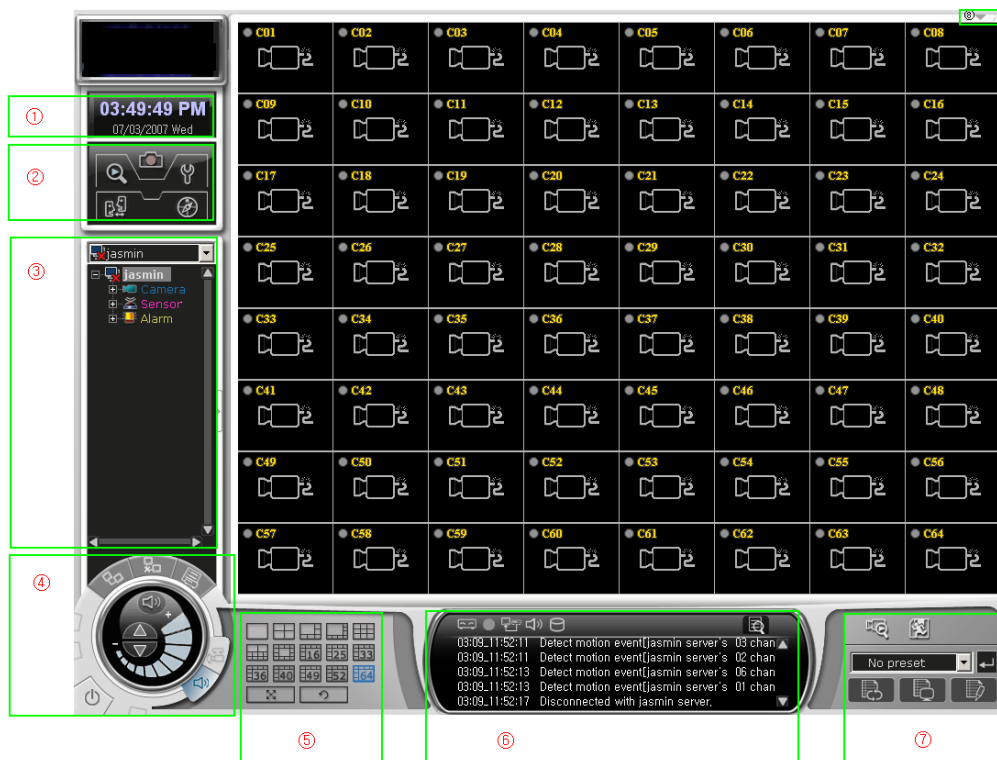 ⑧
C01 C02 C03 C04 C05 C06 C07 C08
① 03:49:49 PM
07/03/2007 Wed
C09 C10 C11 C12 C13 C14 C15 C16
②
C17 C18 C19 C20 C21 C22 C23 C24
③ jasmin
jasmin
Camera
Sensor
Alarm
C25 C26 C27 C28 C29 C30 C31 C32
C33 C34 C35 C36 C37 C38 C39 C40
C41 C42 C43 C44 C45 C46 C47 C48
C49 C50 C51 C52 C53 C54 C55 C56
C57 C58 C59 C60 C61 C62 C63 C64
④
16 25 33
36 40 49 52 64
⑤
03:09_11:52:11 Detect motion event[jasmin server's 03 chan
03:09_11:52:11 Detect motion event[jasmin server's 02 chan
03:09_11:52:13 Detect motion event[jasmin server's 06 chan
03:09_11:52:13 Detect motion event[jasmin server's 01 chan
03:09_11:52:17 Disconnected with jasmin server,
⑥
No preset
⑦